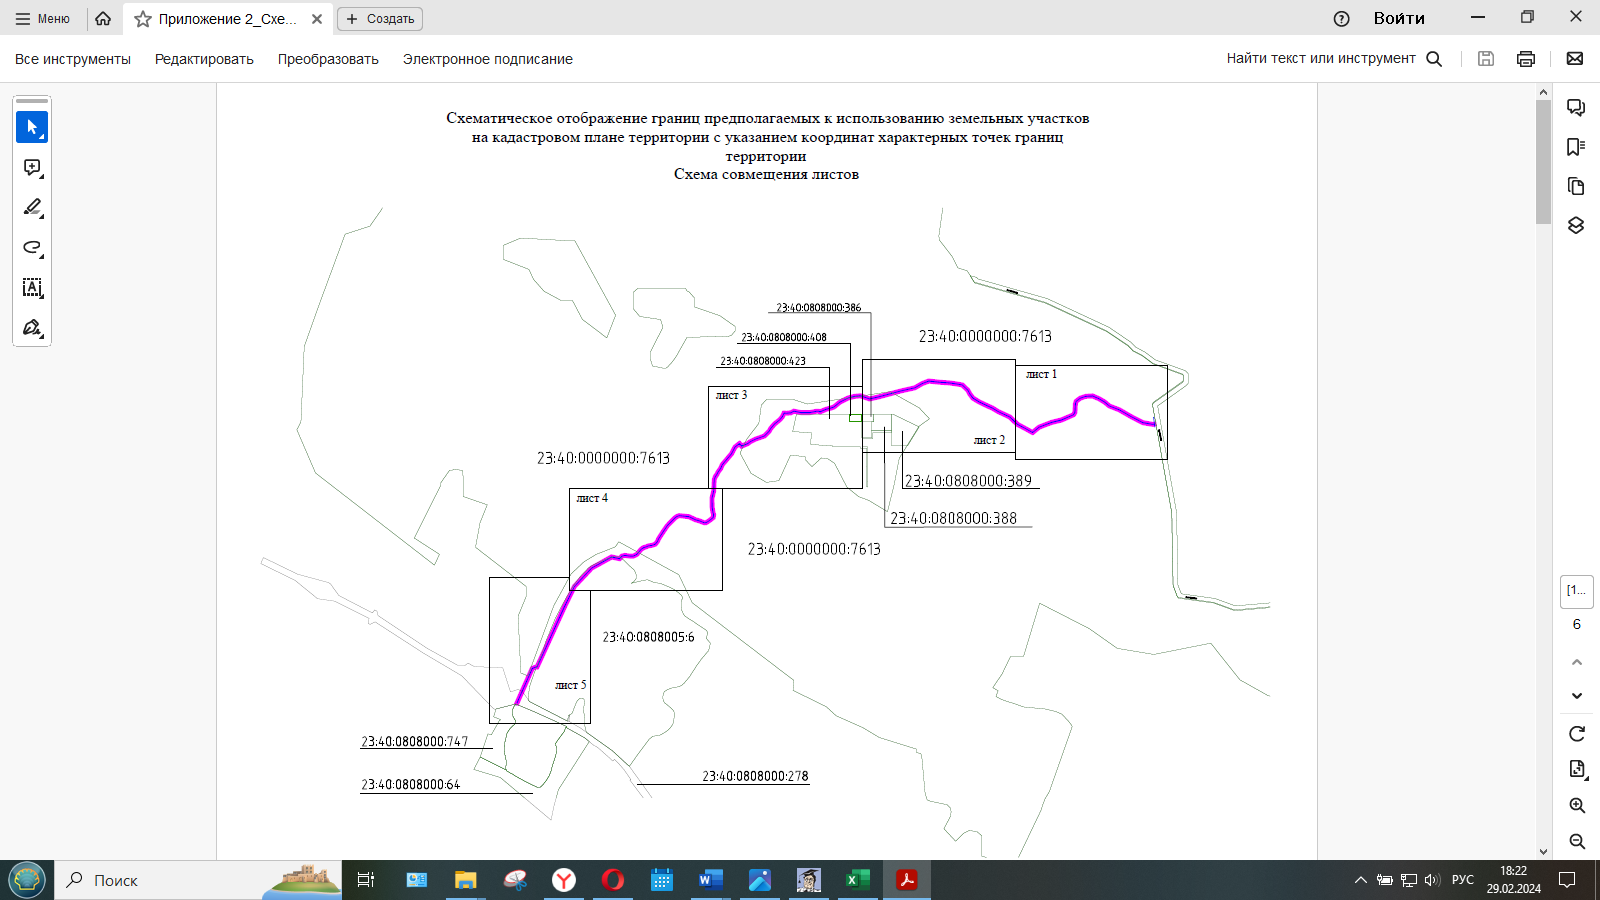 Меню
Приложение 2_Схе...
Создать
Войти
Все инструменты
Редактировать
Преобразовать
Электронное подписание
Найти текст или инструмент
Схематическое отображение границ предполагаемых к использованию земельных участков
на кадастровом плане территории с указанием координат характерных точек границ
территории
Схема совмещения листов
23:40:0808000:386
23:40:0808000:408
23:40:0000000:7613
23:40:0808000:423
лист 1
лист 3
лист 2
23:40:0000000:7613
23:40:0808000:389
лист 4
23:40:0808000:388
23:40:0000000:7613
[1...
6
23:40:0808005:6
лист 5
23:40:0808000:747
23:40:0808000:278
23:40:0808000:64
Поиск
РУС
18:22
29.02.2024